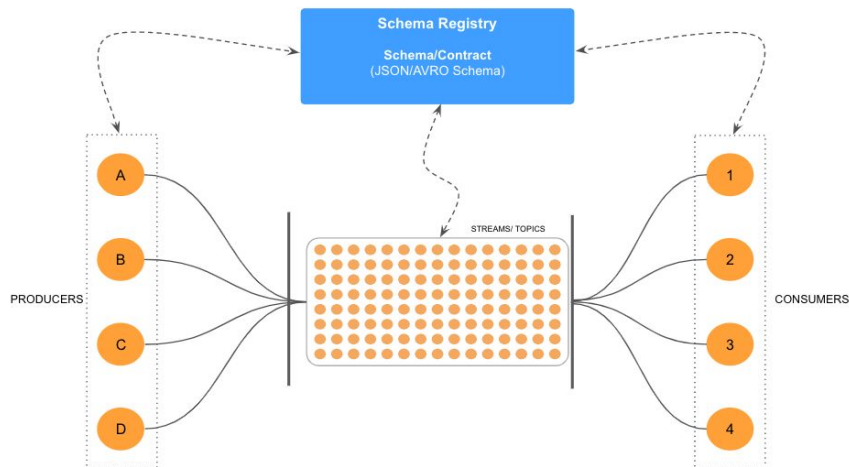 Schema Registry
Schema/Contract
(JSON/AVRO Schema)
A
1
STREAMS/ TOPICS
B
2
PRODUCERS
CONSUMERS
C
3
D
4